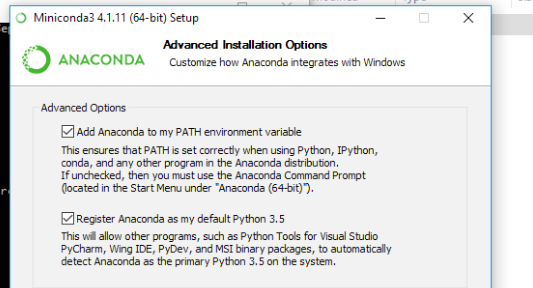 Miniconda3 4.1.11 (64-bit) Setup
ANACONDA
Advanced Installation Options
Customize how Anaconda integrates with Windows
Advanced Options
Add Anaconda to my PATH environment variable
This ensures that PATH is set correctly when using Python, IPython,
conda, and any other program in the Anaconda distribution.
If unchecked, then you must use the Anaconda Command Prompt
(located in the Start Menu under "Anaconda (64-bit)").
Register Anaconda as my default Python 3.5
This will allow other programs, such as Python Tools for Visual Studio
PyCharm, Wing IDE, PyDev, and MSI binary packages, to automatically
detect Anaconda as the primary Python 3.5 on the system.